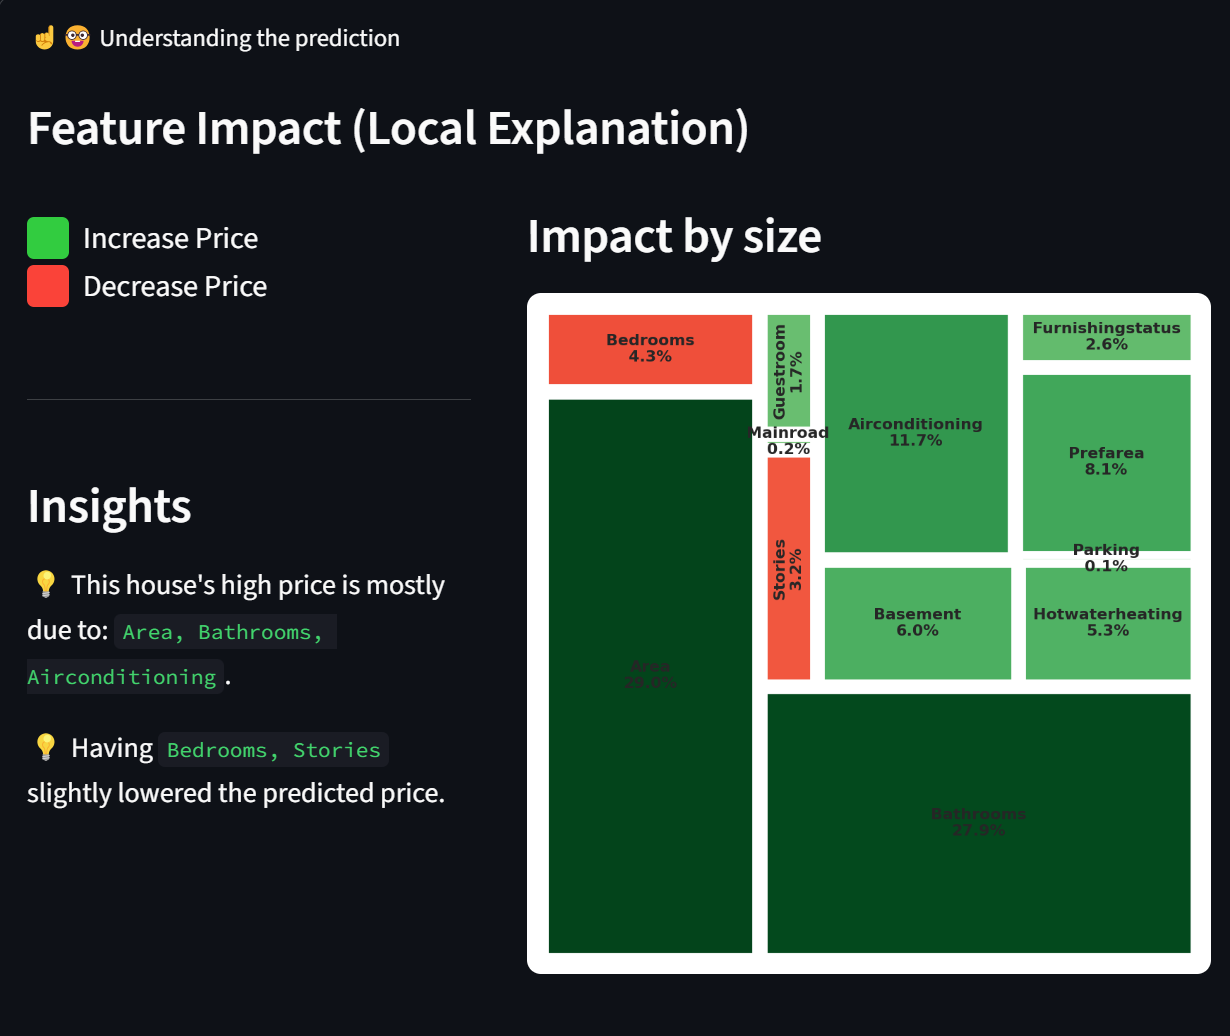 ☝️ 🤓 Understanding the prediction
Feature Impact (Local Explanation)
Increase Price
Decrease Price
Insights
💡 This house's high price is mostly
due to: Area, Bathrooms,
Airconditioning .
💡 Having Bedrooms, Stories
slightly lowered the predicted price.
Impact by size
Bedrooms
4.3%
Area
29.0%
Guestroom
1.7%
Mainroad
0.2%
Stories
3.2%
Airconditioning
11.7%
Furnishingstatus
2.6%
Prefarea
8.1%
Parking
0.1%
Basement
6.0%
Hotwaterheating
5.3%
Bathrooms
27.9%